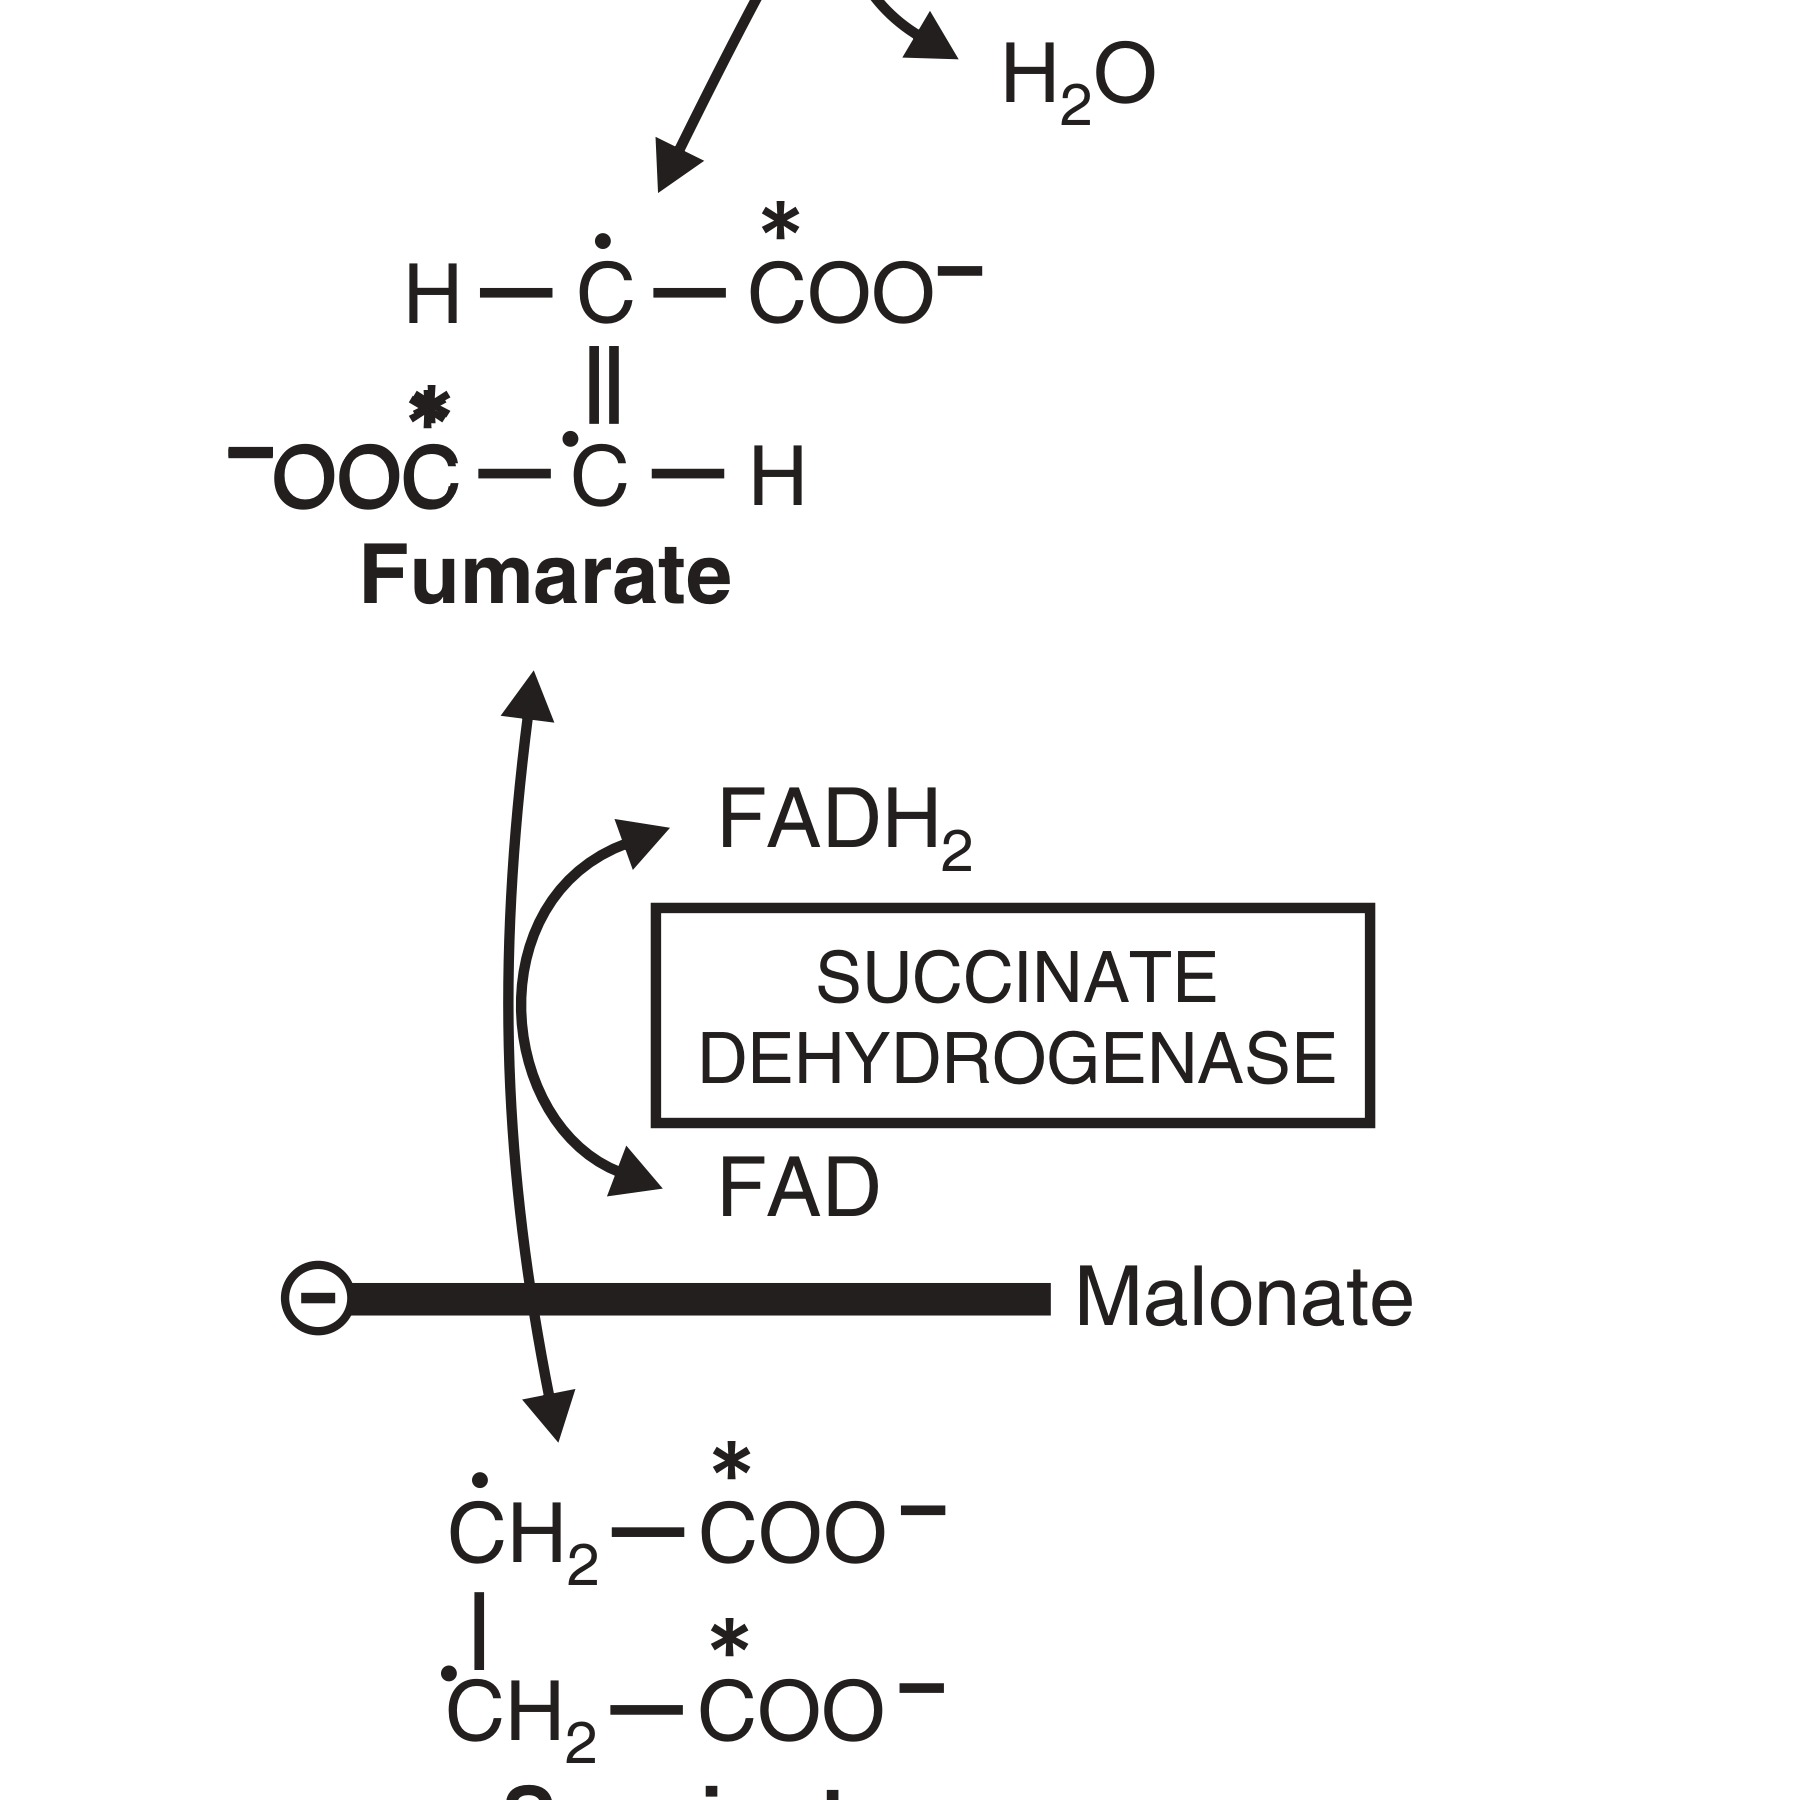 H₂O
H — C — *COO⁻
||
⁻OOC* — C — H
Fumarate
FADH₂
SUCCINATE
DEHYDROGENASE
FAD
⊖ Malonate
CH₂ — *COO⁻
|
CH₂ — *COO⁻